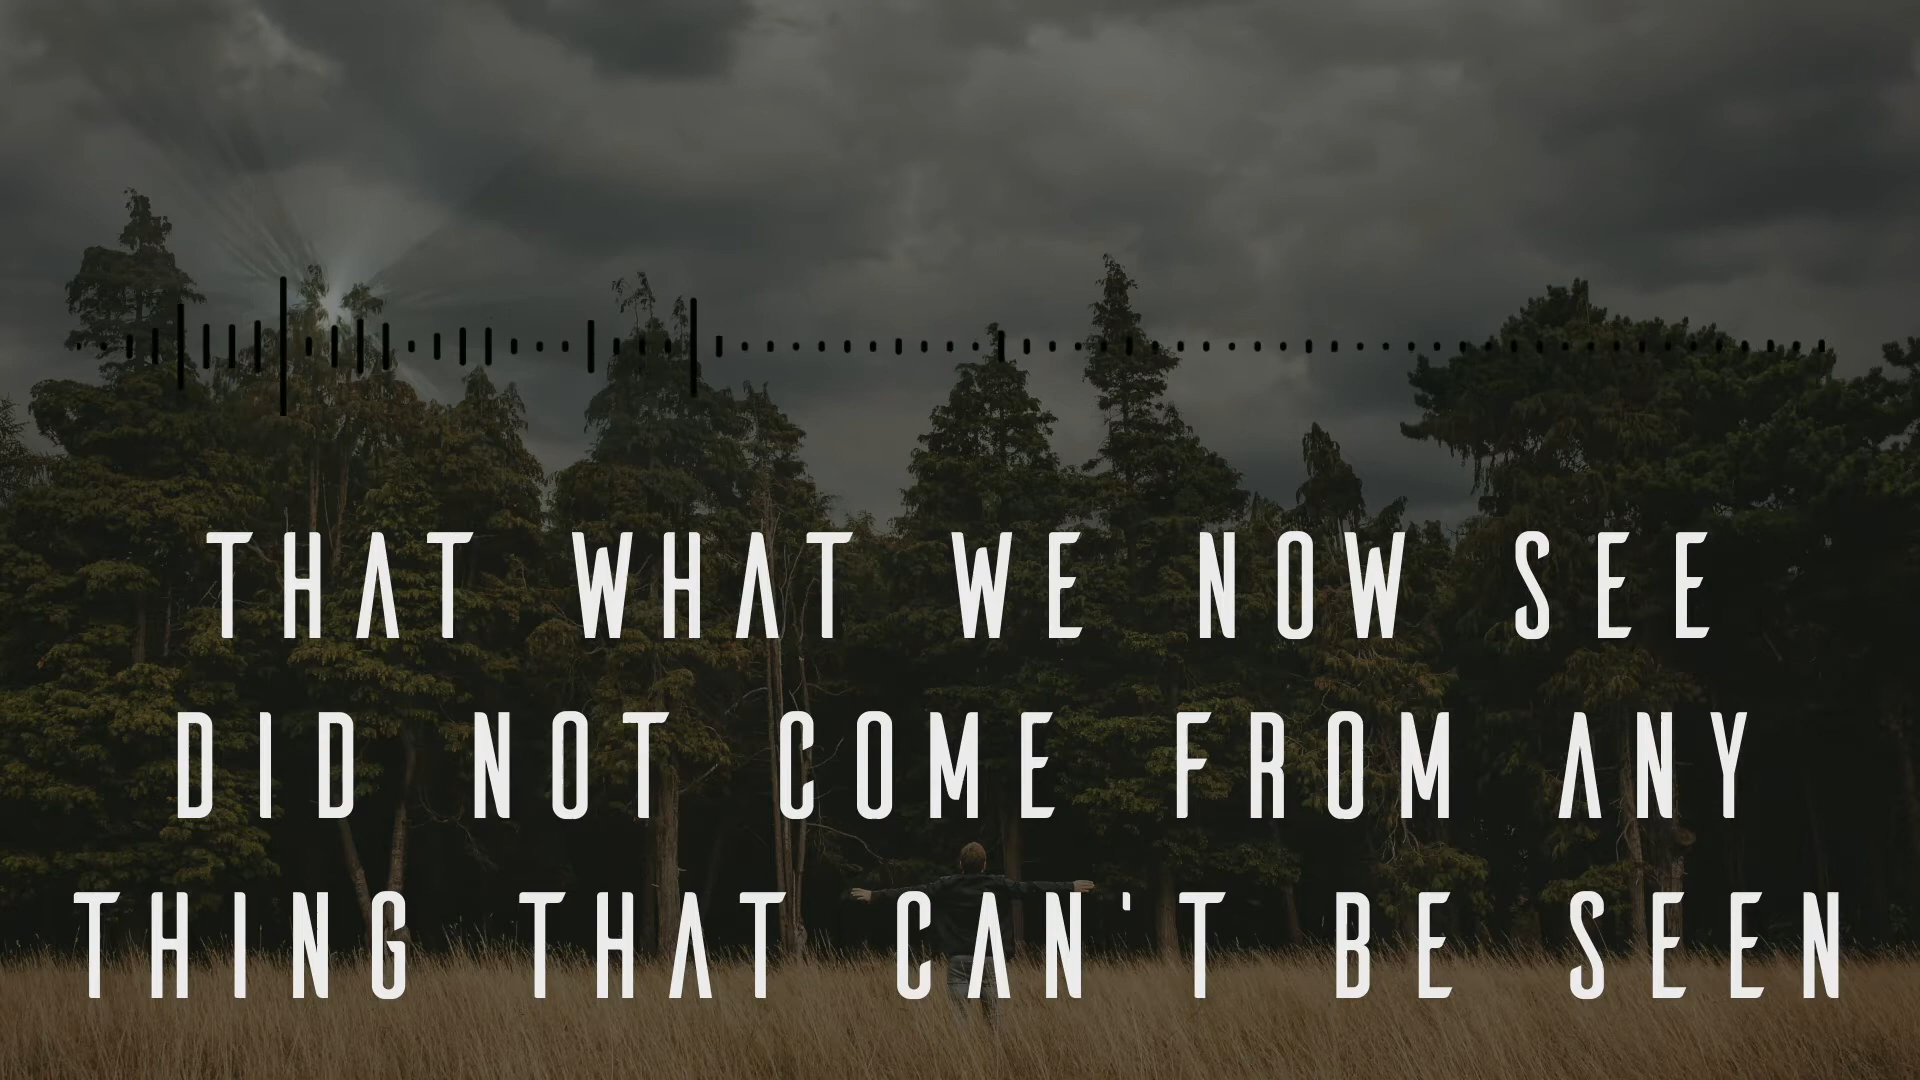 THAT WHAT WE NOW SEE
DID NOT COME FROM ANY
THING THAT CAN'T BE SEEN